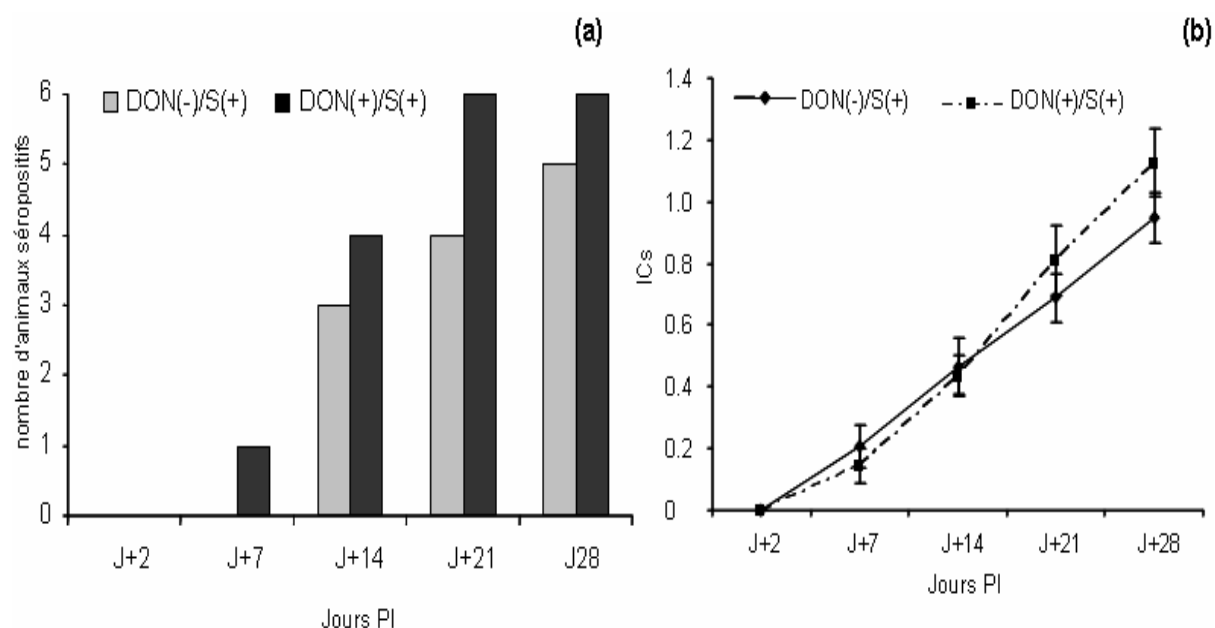 (a)
DON(-)/S(+) DON(+)/S(+)
nombre d'animaux séropositifs
6
5
4
3
2
1
0
J+2 J+7 J+14 J+21 J28
Jours PI
(b)
DON(-)/S(+) DON(+)/S(+)
ICs
1.4
1.2
1.0
0.8
0.6
0.4
0.2
0
J+2 J+7 J+14 J+21 J+28
Jours PI